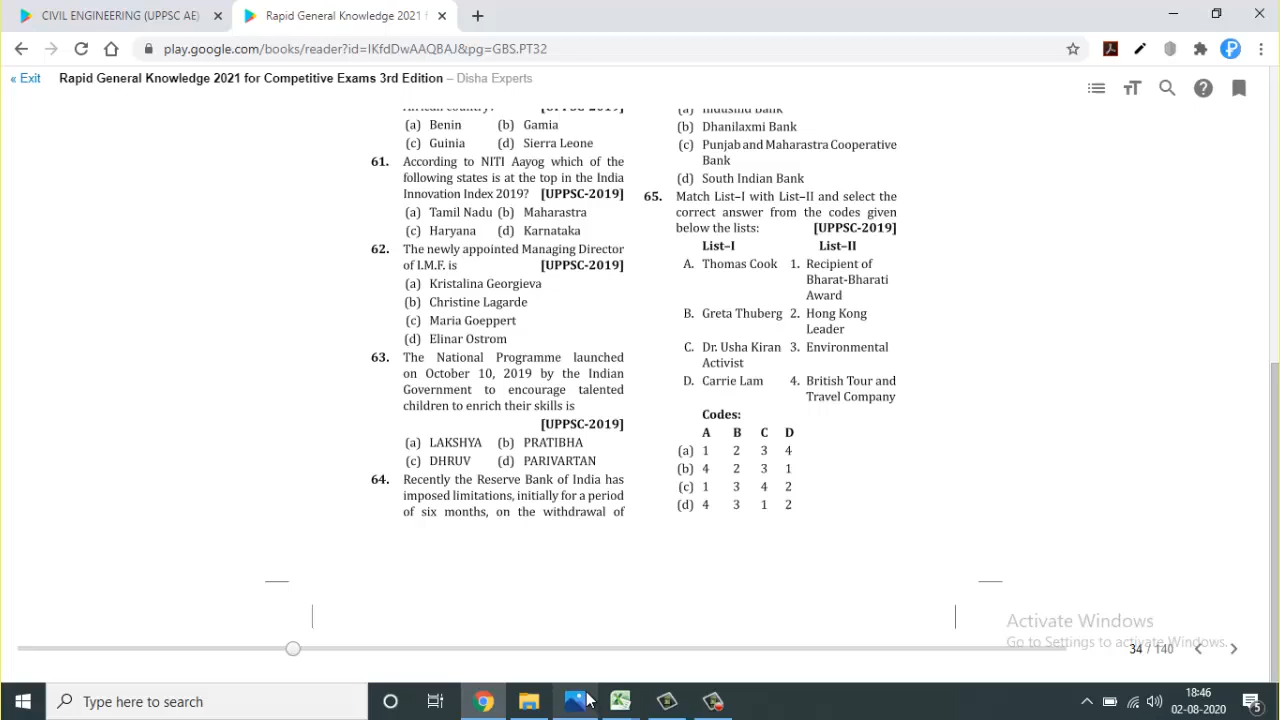 CIVIL ENGINEERING (UPPSC AE)
Rapid General Knowledge 2021 f
play.google.com/books/reader?id=IKfdDwAAQBAJ&pg=GBS.PT32
« Exit Rapid General Knowledge 2021 for Competitive Exams 3rd Edition – Disha Experts
African country? [UPPSC-2019]
(a) Benin (b) Gamia
(c) Guinia (d) Sierra Leone
61. According to NITI Aayog which of the
following states is at the top in the India
Innovation Index 2019? [UPPSC-2019]
(a) Tamil Nadu (b) Maharastra
(c) Haryana (d) Karnataka
62. The newly appointed Managing Director
of I.M.F. is [UPPSC-2019]
(a) Kristalina Georgieva
(b) Christine Lagarde
(c) Maria Goeppert
(d) Elinar Ostrom
63. The National Programme launched
on October 10, 2019 by the Indian
Government to encourage talented
children to enrich their skills is
[UPPSC-2019]
(a) LAKSHYA (b) PRATIBHA
(c) DHRUV (d) PARIVARTAN
64. Recently the Reserve Bank of India has
imposed limitations, initially for a period
of six months, on the withdrawal of
(a) Indusind Bank
(b) Dhanilaxmi Bank
(c) Punjab and Maharastra Cooperative
Bank
(d) South Indian Bank
65. Match List–I with List–II and select the
correct answer from the codes given
below the lists: [UPPSC-2019]
List–I List–II
A. Thomas Cook 1. Recipient of
Bharat-Bharati
Award
B. Greta Thuberg 2. Hong Kong
Leader
C. Dr. Usha Kiran 3. Environmental
Activist
D. Carrie Lam 4. British Tour and
Travel Company
Codes:
A B C D
(a) 1 2 3 4
(b) 4 2 3 1
(c) 1 3 4 2
(d) 4 3 1 2
Activate Windows
Go to Settings to activate Windows.
34 / 140
Type here to search
18:46
02-08-2020
5